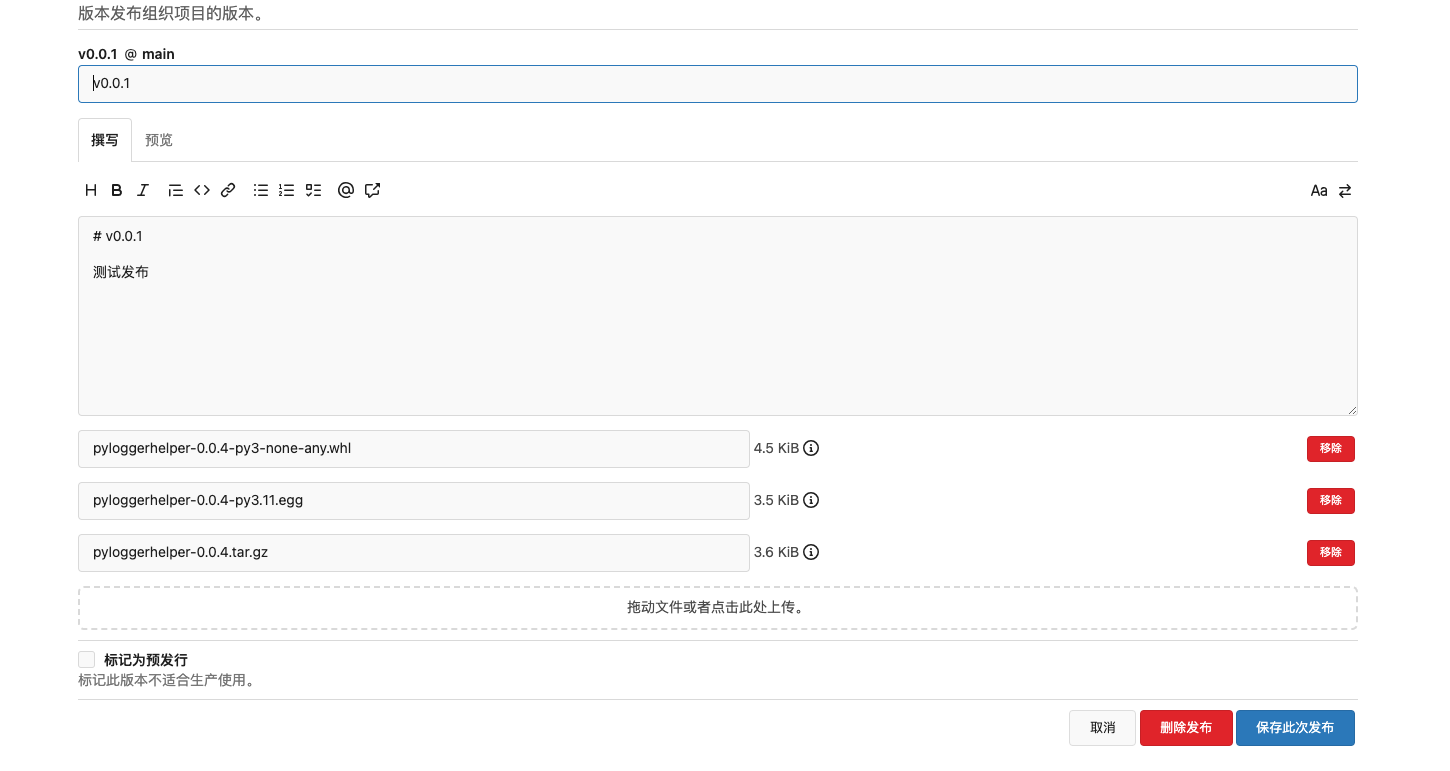 版本发布组织项目的版本。
v0.0.1 @ main
v0.0.1
撰写 预览
H B I Aa
# v0.0.1
测试发布
pyloggerhelper-0.0.4-py3-none-any.whl 4.5 KiB 移除
pyloggerhelper-0.0.4-py3.11.egg 3.5 KiB 移除
pyloggerhelper-0.0.4.tar.gz 3.6 KiB 移除
拖动文件或者点击此处上传。
标记为预发行
标记此版本不适合生产使用。
取消 删除发布 保存此次发布